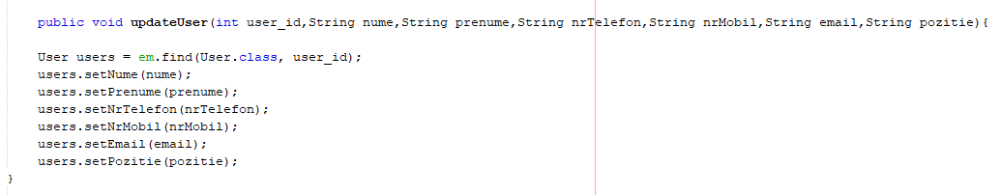 public void updateUser(int user_id,String nume,String prenume,String nrTelefon,String nrMobil,String email,String pozitie){
User users = em.find(User.class, user_id);
users.setNume(nume);
users.setPrenume(prenume);
users.setNrTelefon(nrTelefon);
users.setNrMobil(nrMobil);
users.setEmail(email);
users.setPozitie(pozitie);
}